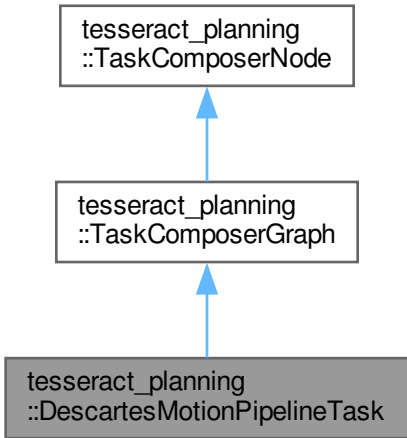 tesseract_planning
::TaskComposerNode
tesseract_planning
::TaskComposerGraph
tesseract_planning
::DescartesMotionPipelineTask